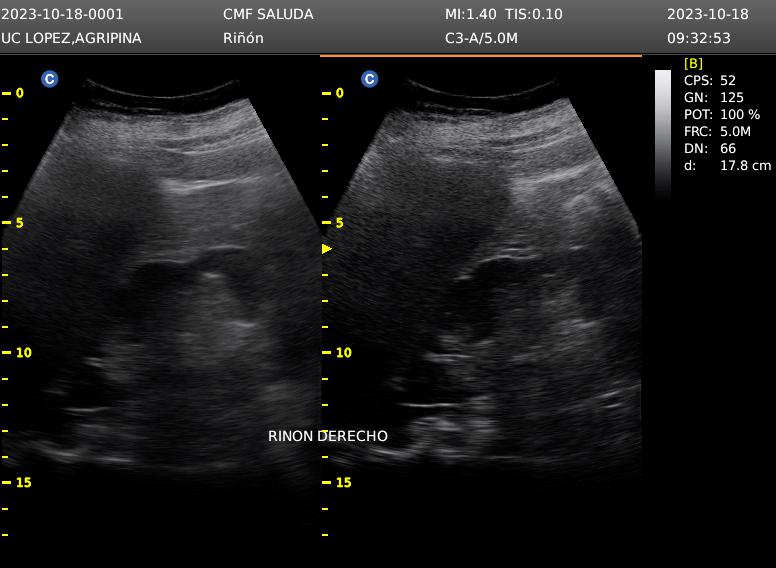 2023-10-18-0001 CMF SALUDA MI:1.40 TIS:0.10 2023-10-18
UC LOPEZ,AGRIPINA Riñón C3-A/5.0M 09:32:53
C C
[B]
CPS: 52
GN: 125
POT: 100 %
FRC: 5.0M
DN: 66
d: 17.8 cm
0 0
5 5
10 10
RINON DERECHO
15 15